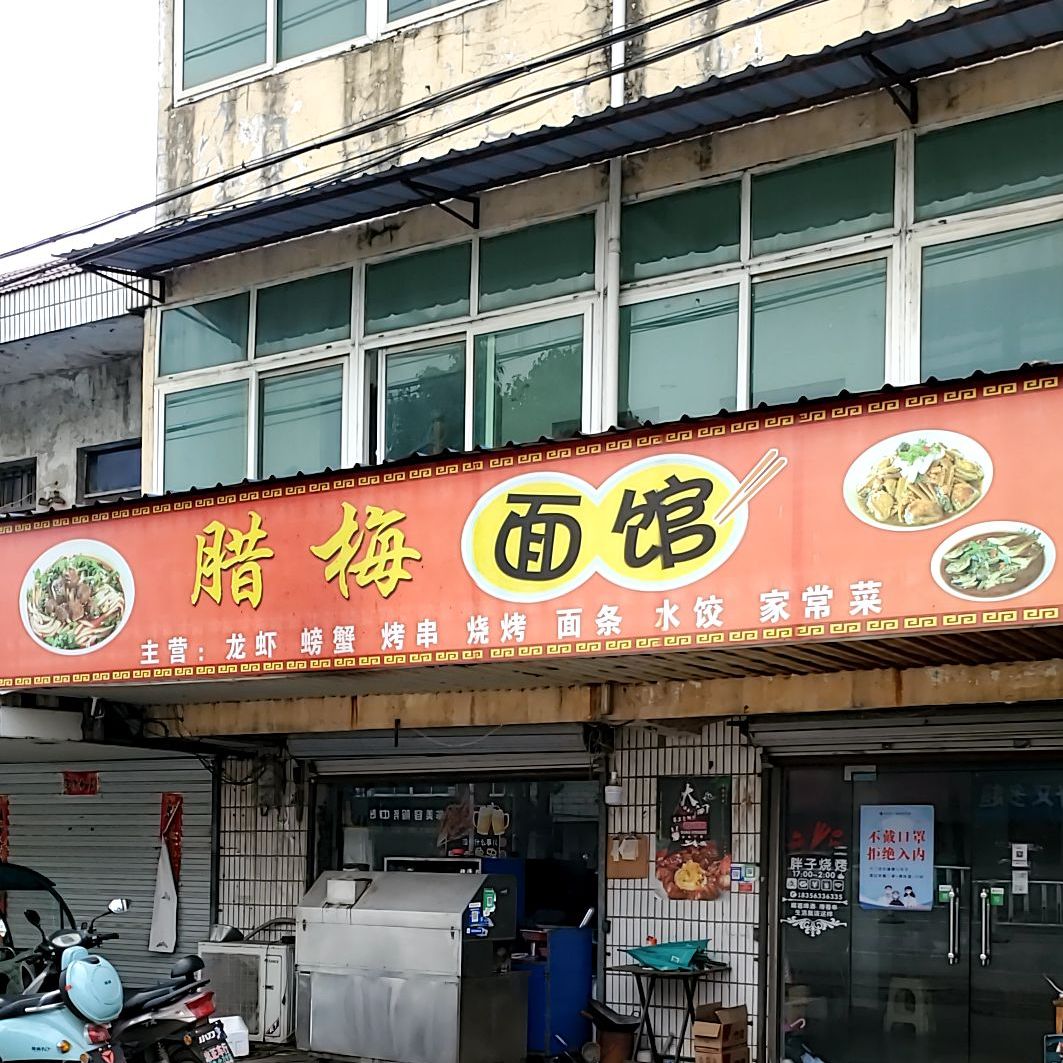 腊梅面馆
主营：龙虾 螃蟹 烤串 烧烤 面条 水饺 家常菜
不戴口罩
拒绝入内
胖子烧烤
17:00~2:00
18356336335